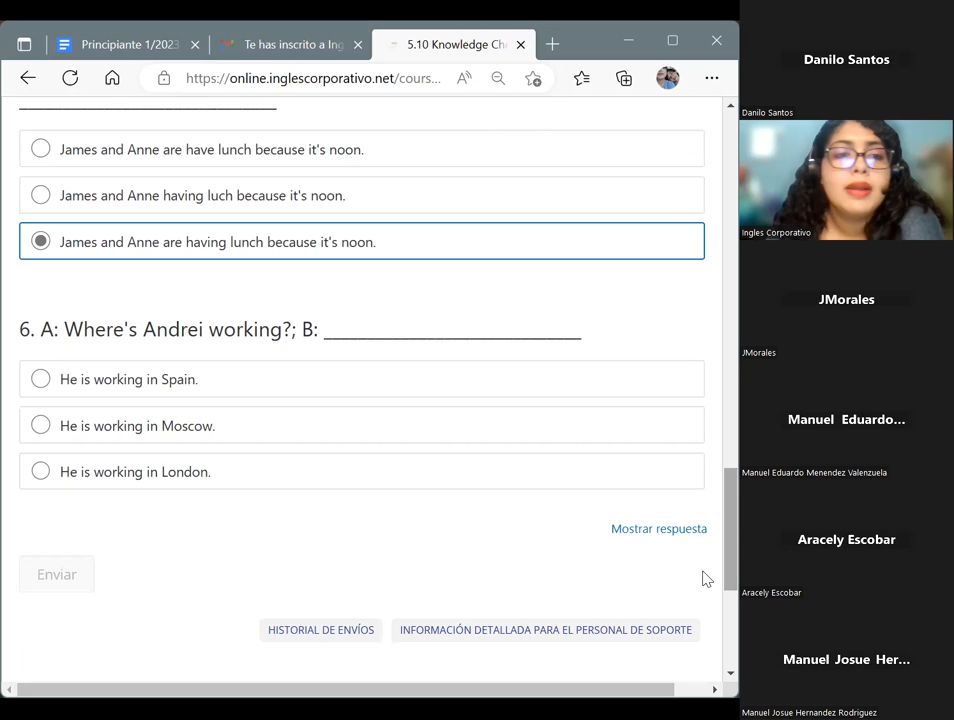 Principiante 1/2023
Te has inscrito a Ing
5.10 Knowledge Ch
https://online.inglescorporativo.net/cours...
James and Anne are have lunch because it's noon.
James and Anne having luch because it's noon.
James and Anne are having lunch because it's noon.
6. A: Where's Andrei working?; B: ____________________________
He is working in Spain.
He is working in Moscow.
He is working in London.
Mostrar respuesta
Enviar
HISTORIAL DE ENVÍOS
INFORMACIÓN DETALLADA PARA EL PERSONAL DE SOPORTE
Danilo Santos
Danilo Santos
Ingles Corporativo
JMorales
JMorales
Manuel Eduardo...
Manuel Eduardo Menendez Valenzuela
Aracely Escobar
Aracely Escobar
Manuel Josue Her...
Manuel Josue Hernandez Rodriguez